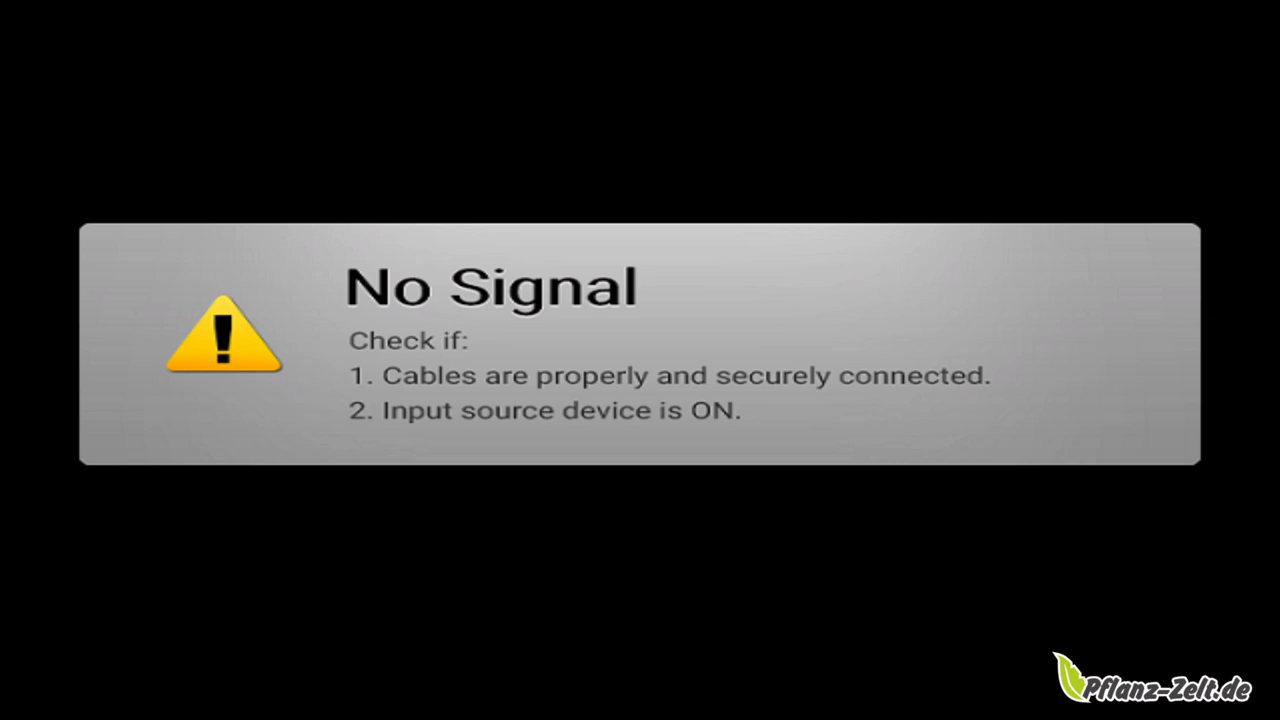 No Signal
Check if:
1. Cables are properly and securely connected.
2. Input source device is ON.
Pflanz-Zelt.de